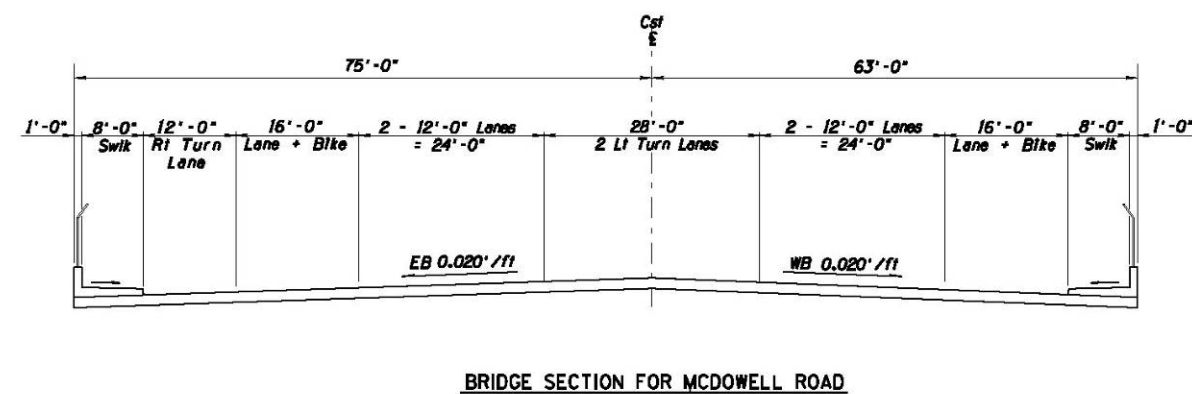 Cst
℄
75'-0"
63'-0"
1'-0"
8'-0"
Swlk
12'-0"
Rt Turn
Lane
16'-0"
Lane + Bike
2 - 12'-0" Lanes
= 24'-0"
28'-0"
2 Lt Turn Lanes
2 - 12'-0" Lanes
= 24'-0"
16'-0"
Lane + Bike
8'-0"
Swlk
1'-0"
EB 0.020'/ft
WB 0.020'/ft
BRIDGE SECTION FOR MCDOWELL ROAD